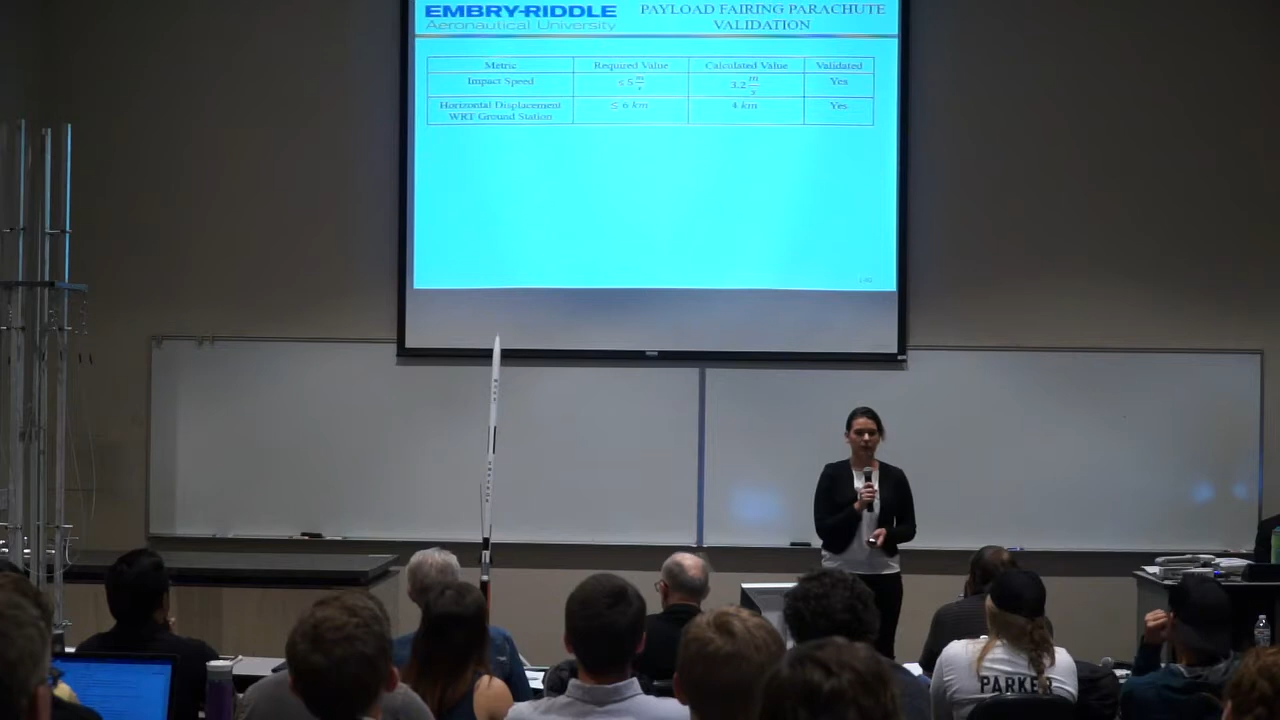 EMBRY-RIDDLE
Aeronautical University
PAYLOAD FAIRING PARACHUTE
VALIDATION
Metric Required Value Calculated Value Validated
Impact Speed ≤ 5 m/s 3.2 m/s Yes
Horizontal Displacement ≤ 6 km 4 km Yes
WRT Ground Station
PARKER